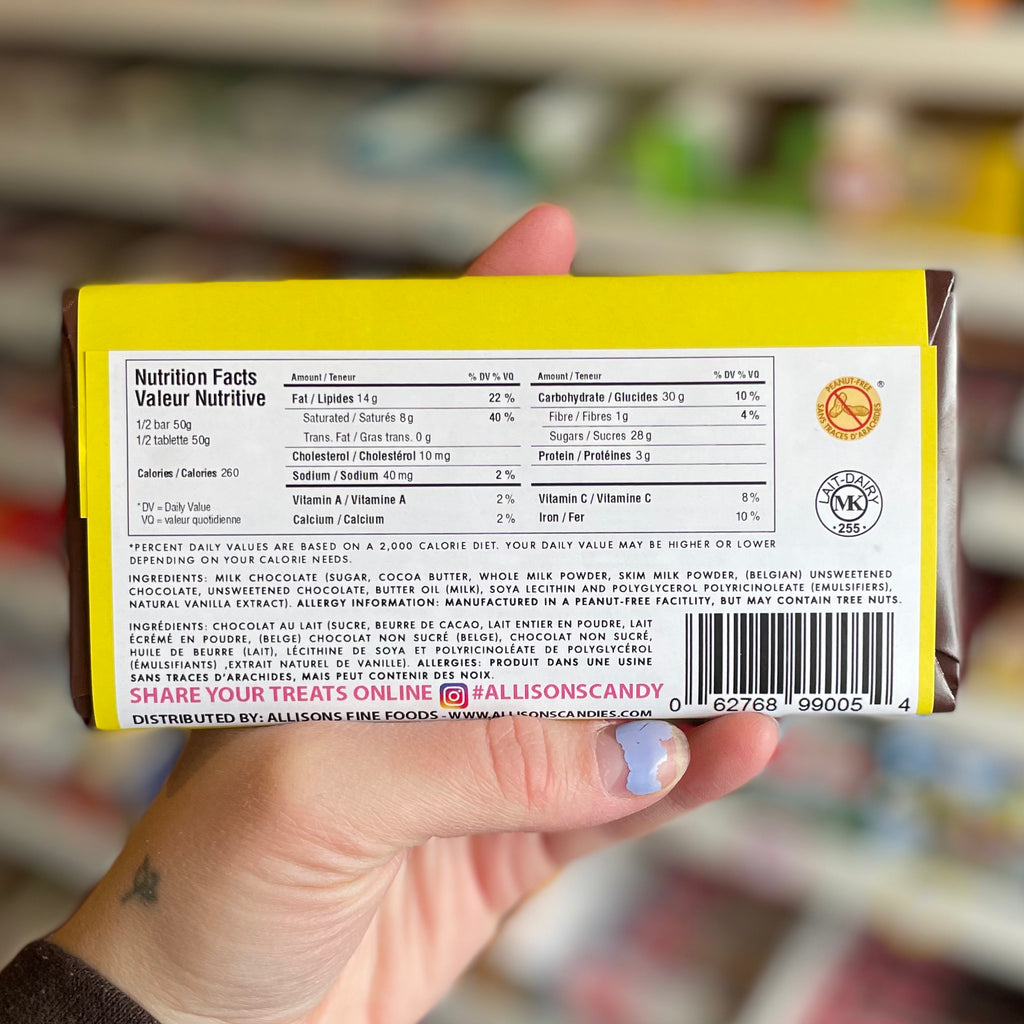 Nutrition Facts
Valeur Nutritive
1/2 bar 50g
1/2 tablette 50g
Calories / Calories 260
*DV = Daily Value
VQ = valeur quotidienne
Amount / Teneur % DV % VQ
Fat / Lipides 14 g 22 %
Saturated / Saturés 8 g 40 %
Trans. Fat / Gras trans. 0 g
Cholesterol / Cholestérol 10 mg
Sodium / Sodium 40 mg 2 %
Vitamin A / Vitamine A 2 %
Calcium / Calcium 2 %
Amount / Teneur % DV % VQ
Carbohydrate / Glucides 30 g 10 %
Fibre / Fibres 1 g 4 %
Sugars / Sucres 28 g
Protein / Protéines 3 g
Vitamin C / Vitamine C 8 %
Iron / Fer 10 %
PEANUT-FREE
SANS TRACES D'ARACHIDES
®
LAIT-DAIRY
MK
•255•
*PERCENT DAILY VALUES ARE BASED ON A 2,000 CALORIE DIET. YOUR DAILY VALUE MAY BE HIGHER OR LOWER
DEPENDING ON YOUR CALORIE NEEDS.
INGREDIENTS: MILK CHOCOLATE (SUGAR, COCOA BUTTER, WHOLE MILK POWDER, SKIM MILK POWDER, (BELGIAN) UNSWEETENED
CHOCOLATE, UNSWEETENED CHOCOLATE, BUTTER OIL (MILK), SOYA LECITHIN AND POLYGLYCEROL POLYRICINOLEATE (EMULSIFIERS),
NATURAL VANILLA EXTRACT). ALLERGY INFORMATION: MANUFACTURED IN A PEANUT-FREE FACITLITY, BUT MAY CONTAIN TREE NUTS.
INGRÉDIENTS: CHOCOLAT AU LAIT (SUCRE, BEURRE DE CACAO, LAIT ENTIER EN POUDRE, LAIT
ÉCRÉMÉ EN POUDRE, (BELGE) CHOCOLAT NON SUCRÉ (BELGE), CHOCOLAT NON SUCRÉ,
HUILE DE BEURRE (LAIT), LÉCITHINE DE SOYA ET POLYRICINOLÉATE DE POLYGLYCÉROL
(ÉMULSIFIANTS) ,EXTRAIT NATUREL DE VANILLE). ALLERGIES: PRODUIT DANS UNE USINE
SANS TRACES D'ARACHIDES, MAIS PEUT CONTENIR DES NOIX.
SHARE YOUR TREATS ONLINE #ALLISONSCANDY
DISTRIBUTED BY: ALLISONS FINE FOODS - WWW.ALLISONSCANDIES.COM
0 62768 99005 4